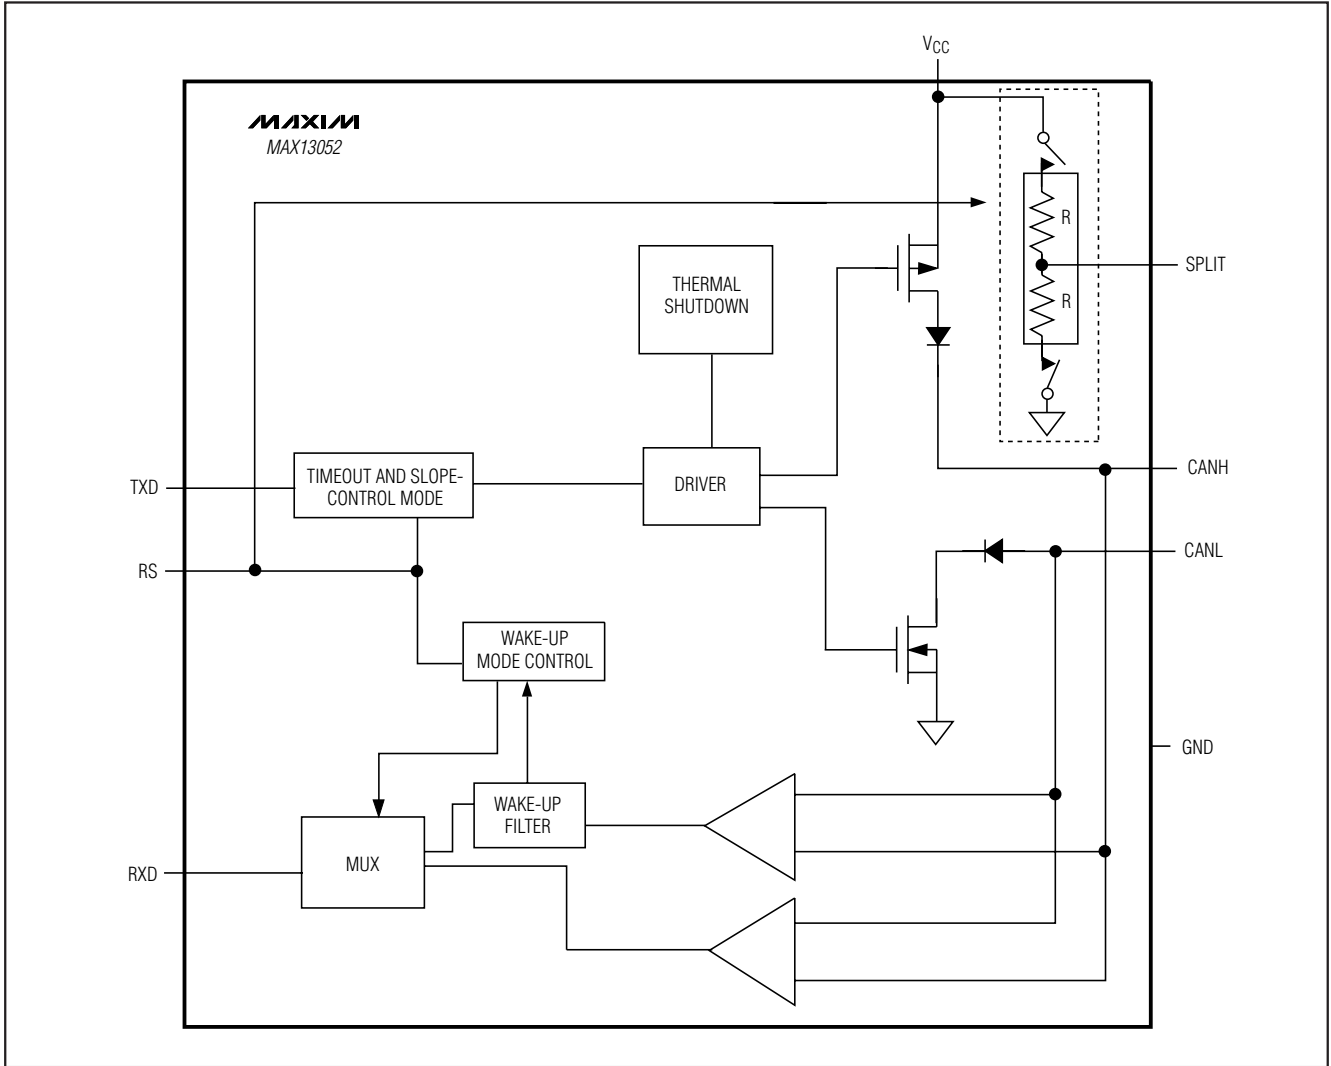 VCC
MAXIM
MAX13052
R
THERMAL
SHUTDOWN
SPLIT
R
TIMEOUT AND SLOPE-
CONTROL MODE
DRIVER
CANH
TXD
CANL
RS
WAKE-UP
MODE CONTROL
GND
WAKE-UP
FILTER
MUX
RXD